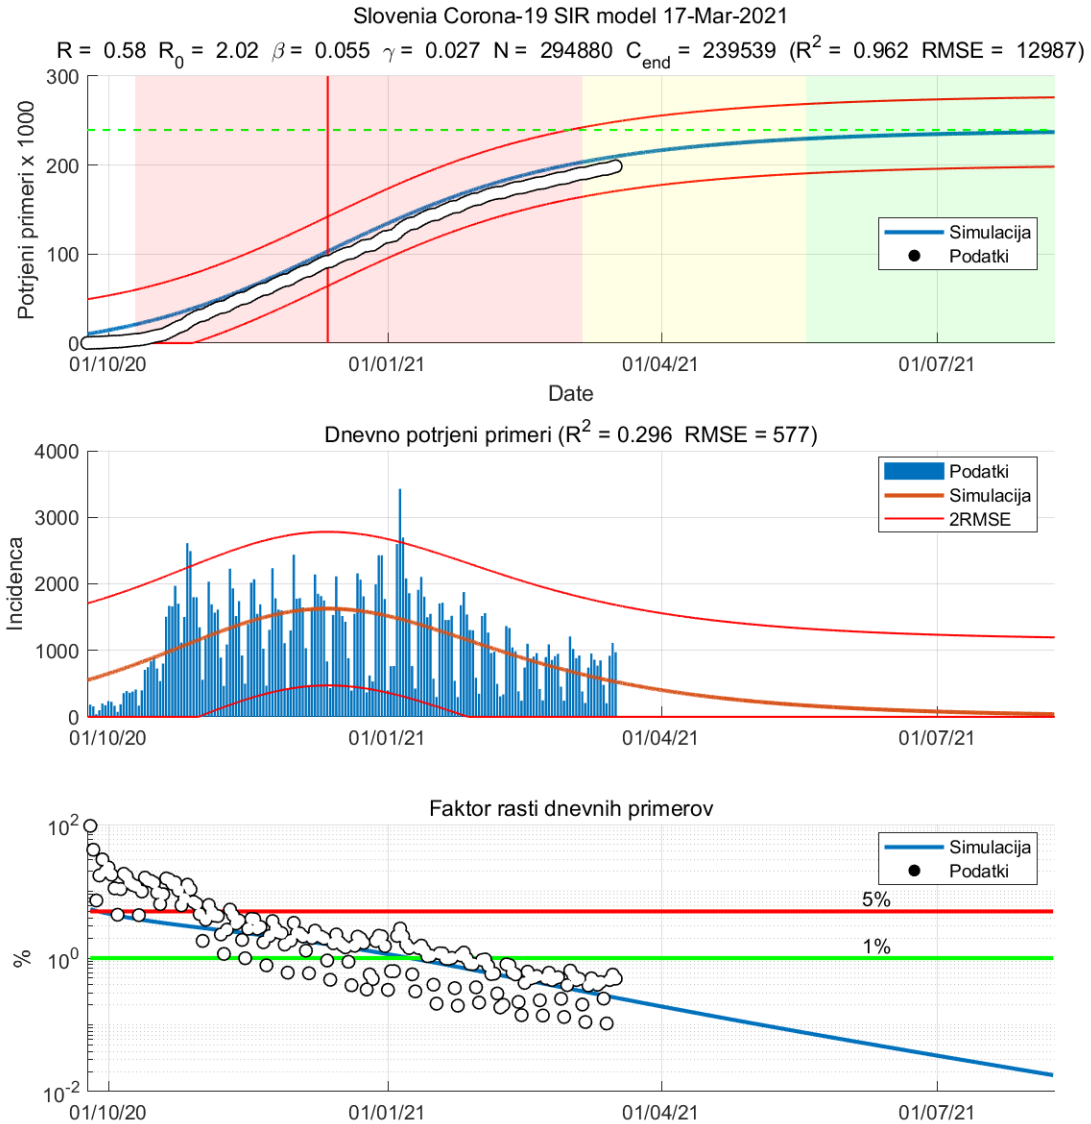 Slovenia Corona-19 SIR model 17-Mar-2021
R = 0.58 R0 = 2.02 β = 0.055 γ = 0.027 N = 294880 Cend = 239539 (R2 = 0.962 RMSE = 12987)
Potrjeni primeri x 1000
300
200
100
0
Simulacija
Podatki
01/10/20 01/01/21 01/04/21 01/07/21
Date
Dnevno potrjeni primeri (R2 = 0.296 RMSE = 577)
Incidenca
4000
3000
2000
1000
0
Podatki
Simulacija
2RMSE
01/10/20 01/01/21 01/04/21 01/07/21
Faktor rasti dnevnih primerov
%
10^2
10^0
10^-2
Simulacija
Podatki
5%
1%
01/10/20 01/01/21 01/04/21 01/07/21